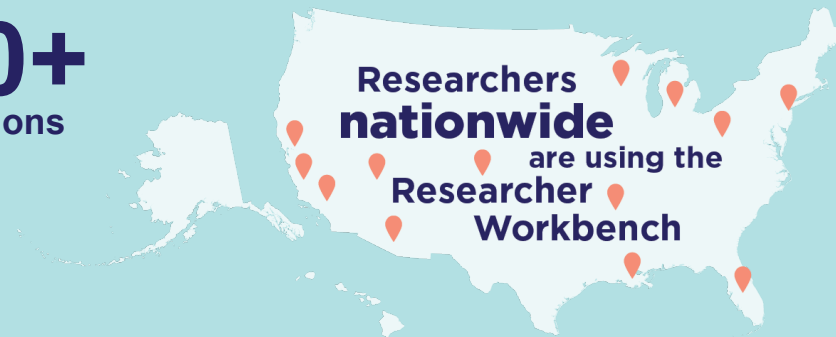 0+
ons
Researchers
nationwide
are using the
Researcher
Workbench